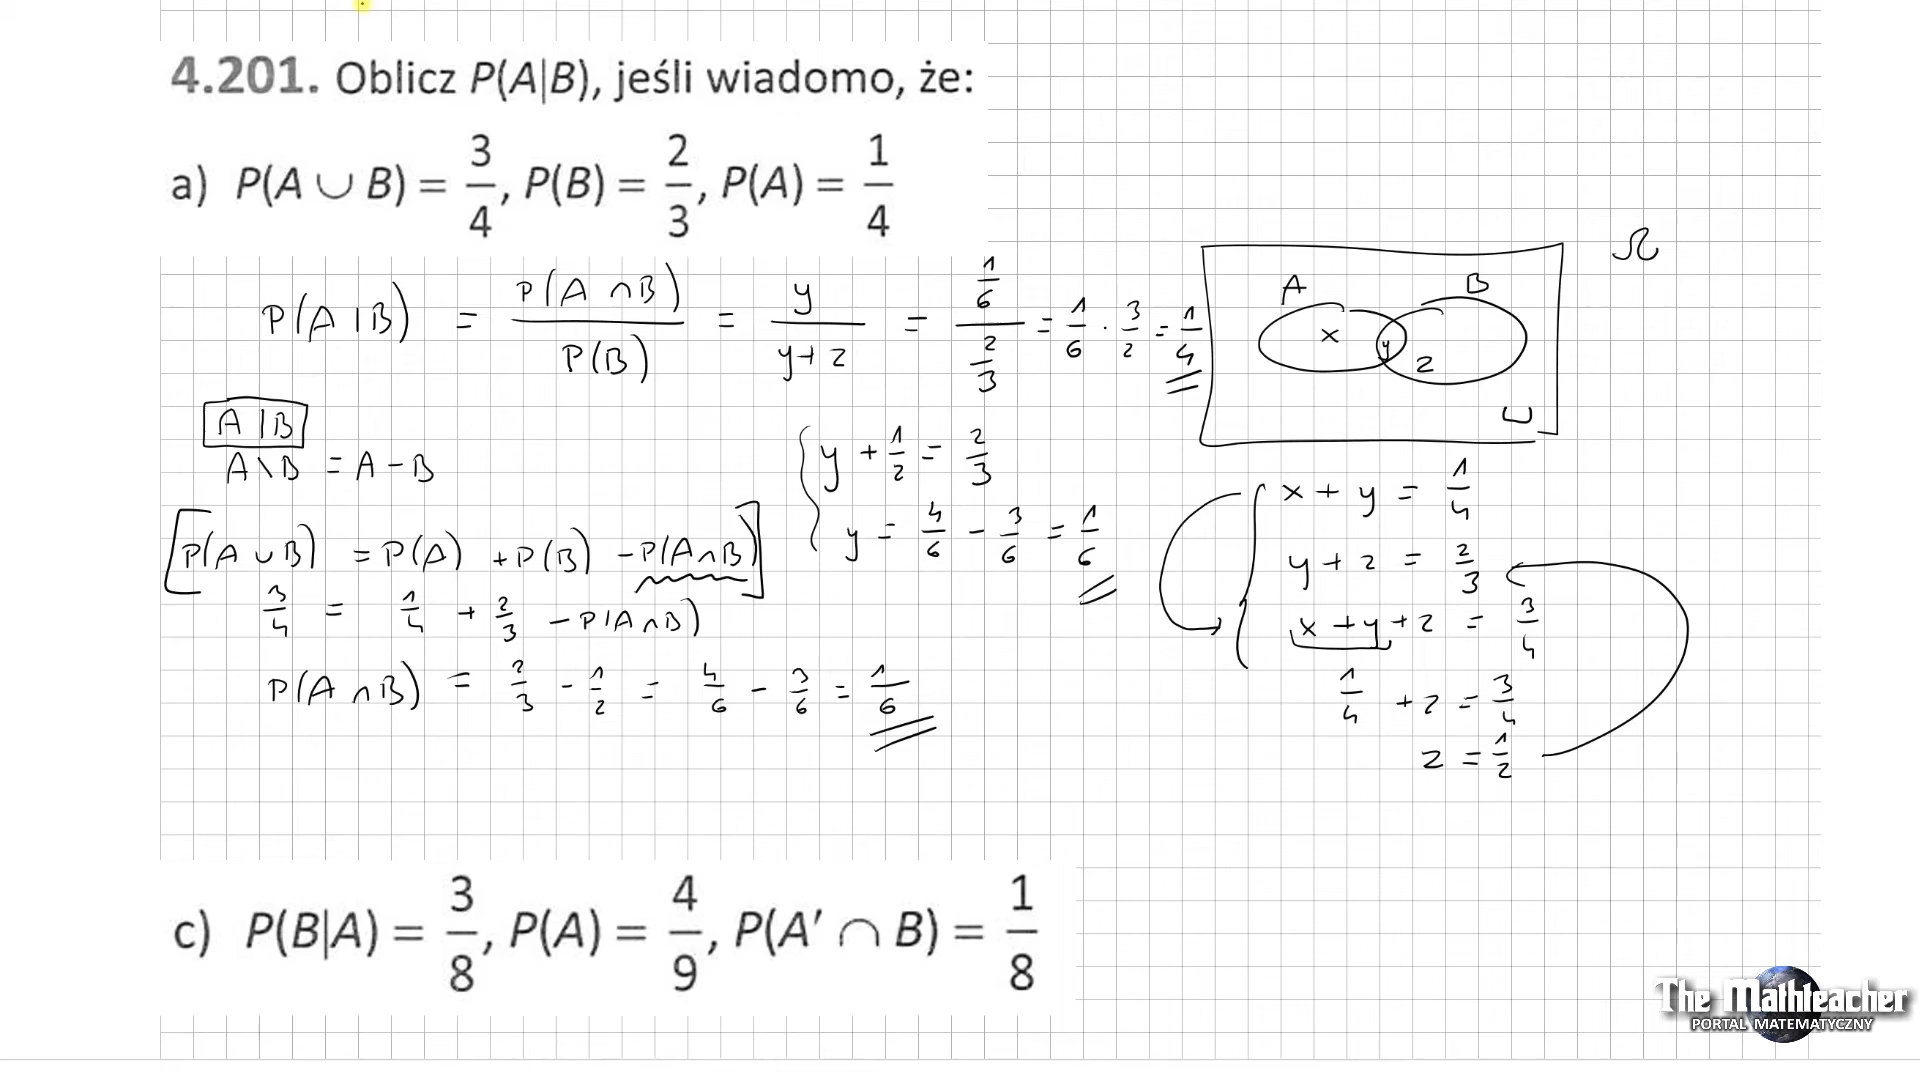 4.201. Oblicz P(A|B), jeśli wiadomo, że:
a) P(A ∪ B) = 3/4, P(B) = 2/3, P(A) = 1/4
P(A | B) = P(A ∩ B)/P(B) = y/(y+z) = (1/6)/(2/3) = 1/6 · 3/2 = 1/4
A | B
A \ B = A - B
[P(A ∪ B) = P(A) + P(B) - P(A ∩ B)]
3/4 = 1/4 + 2/3 - P(A ∩ B)
P(A ∩ B) = 2/3 - 1/2 = 4/6 - 3/6 = 1/6
y + 1/2 = 2/3
y = 4/6 - 3/6 = 1/6
Ω
A B
x y z
x + y = 1/4
y + z = 2/3
x + y + z = 3/4
1/4 + z = 3/4
z = 1/2
c) P(B|A) = 3/8, P(A) = 4/9, P(A′ ∩ B) = 1/8
The Mathteacher
PORTAL MATEMATYCZNY